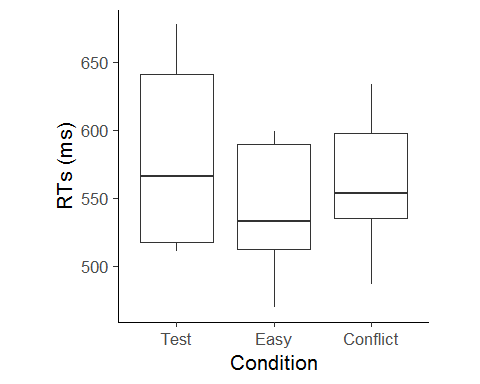 RTs (ms)
650
600
550
500
Test Easy Conflict
Condition